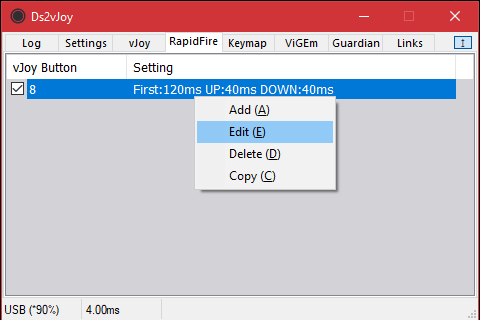 Ds2vJoy
Log Settings vJoy RapidFire Keymap ViGEm Guardian Links
vJoy Button Setting
8 First:120ms UP:40ms DOWN:40ms
Add (A)
Edit (E)
Delete (D)
Copy (C)
USB (*90%) 4.00ms